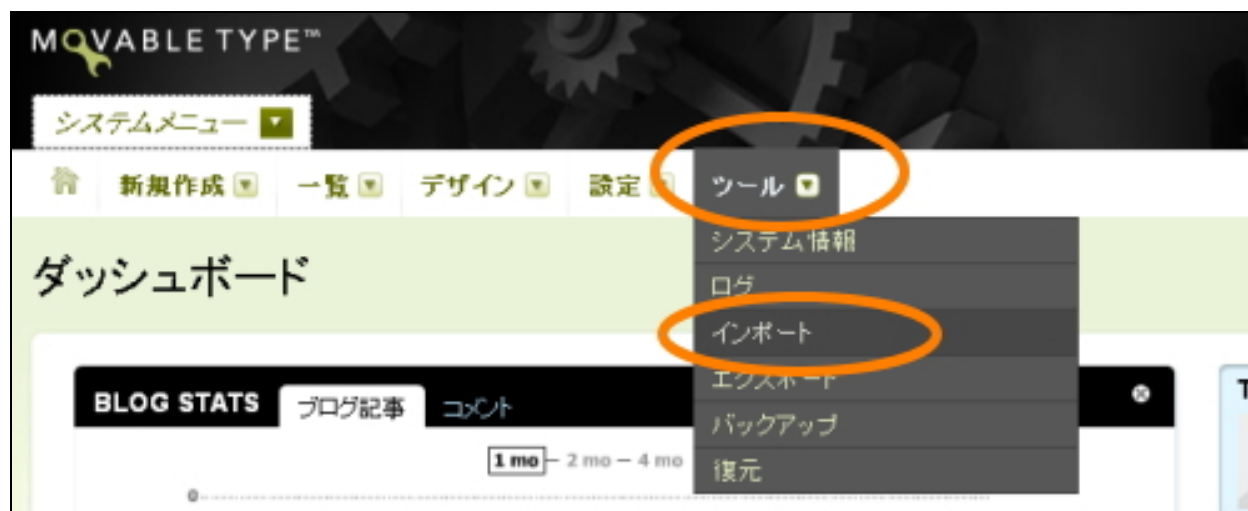 MOVABLE TYPE™
システムメニュー
新規作成 一覧 デザイン 設定 ツール
システム情報
ダッシュボード
ログ
インポート
エクスポート
BLOG STATS ブログ記事 コメント
バックアップ
1 mo — 2 mo — 4 mo
復元
0
T